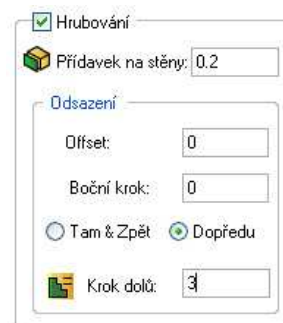 Hrubování
Přídavek na stěny: 0.2
Odsazení
Offset: 0
Boční krok: 0
Tam & Zpět Dopředu
Krok dolů: 3